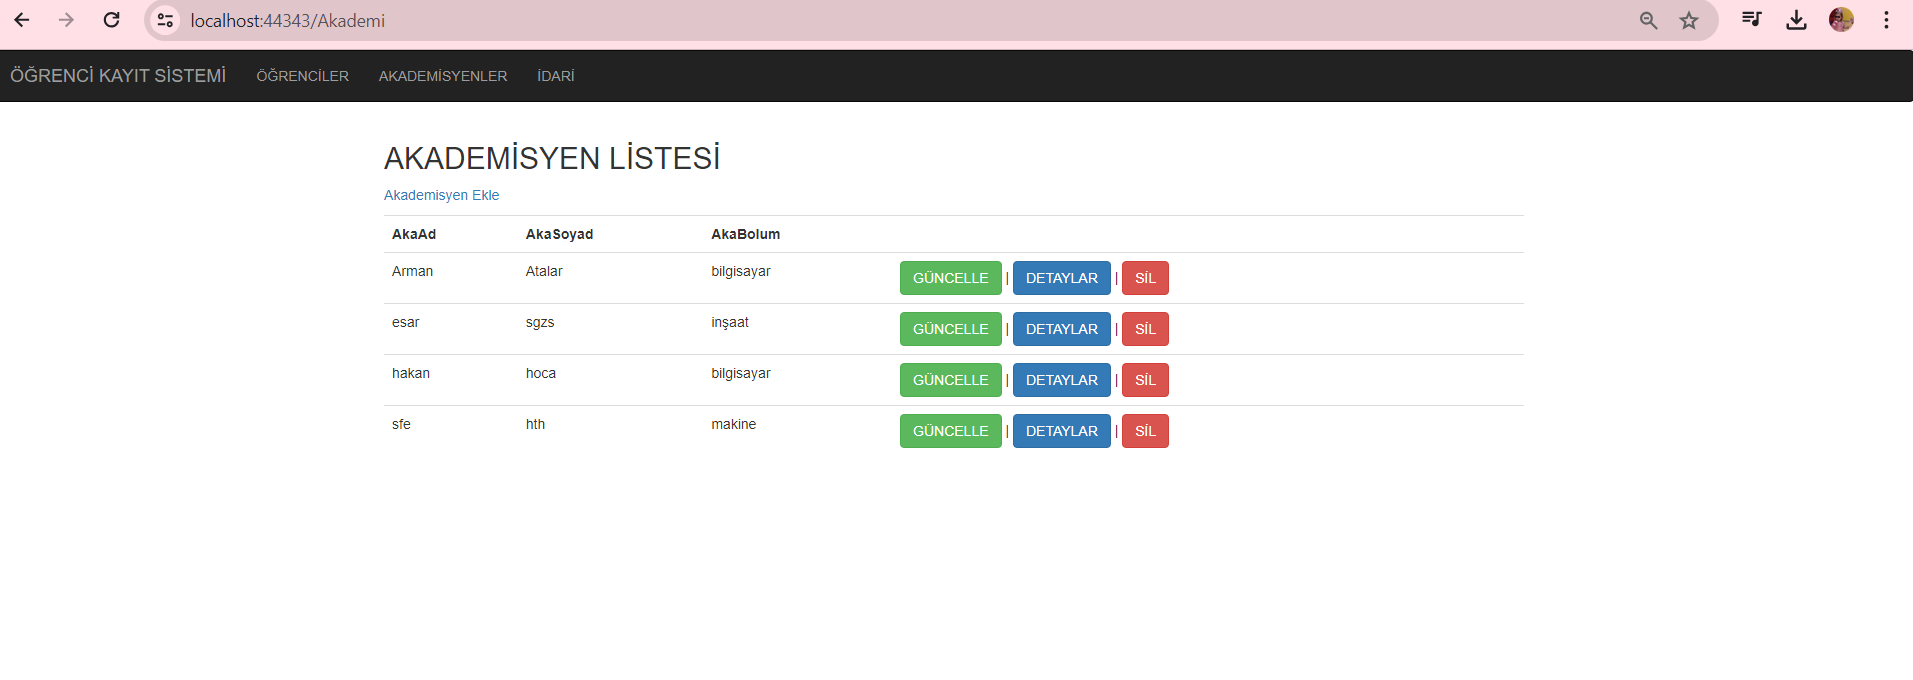 localhost:44343/Akademi
ÖĞRENCİ KAYIT SİSTEMİ ÖĞRENCİLER AKADEMİSYENLER İDARİ
AKADEMİSYEN LİSTESİ
Akademisyen Ekle
AkaAd AkaSoyad AkaBolum
Arman Atalar bilgisayar GÜNCELLE | DETAYLAR | SİL
esar sgzs inşaat GÜNCELLE | DETAYLAR | SİL
hakan hoca bilgisayar GÜNCELLE | DETAYLAR | SİL
sfe hth makine GÜNCELLE | DETAYLAR | SİL